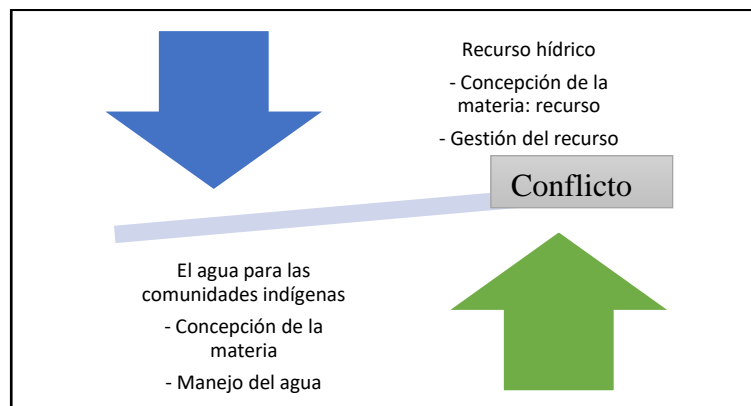 Recurso hídrico
- Concepción de la
materia: recurso
- Gestión del recurso
Conflicto
El agua para las
comunidades indígenas
- Concepción de la
materia
- Manejo del agua